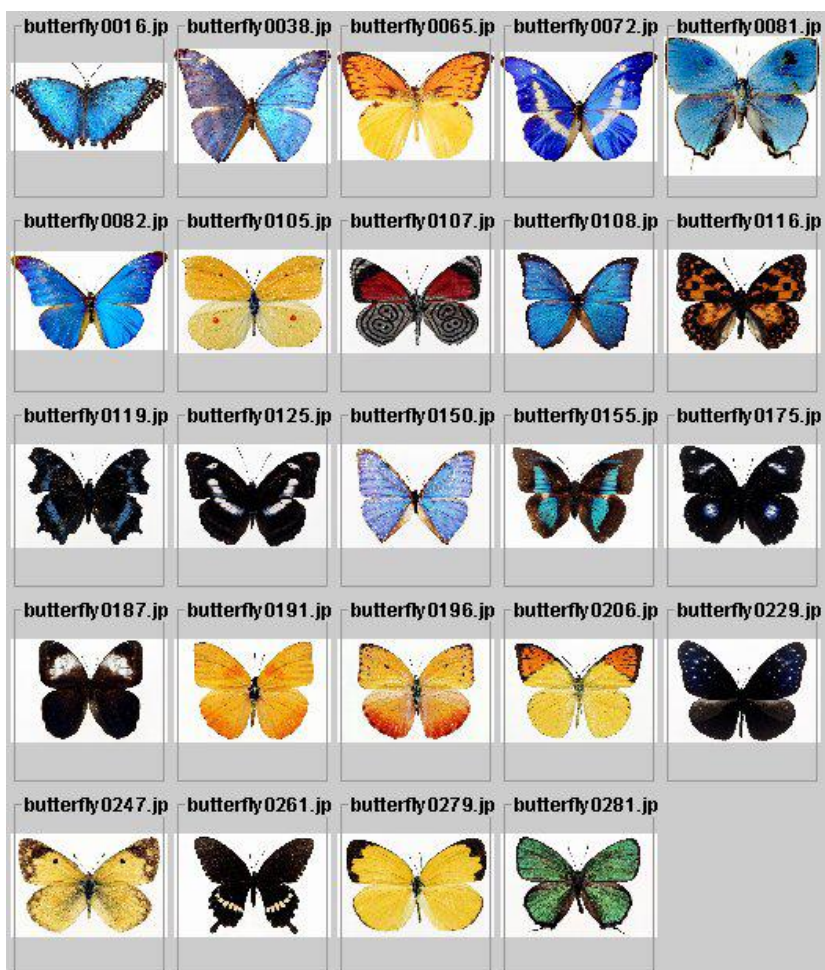 butterfly0016.jp
butterfly0038.jp
butterfly0065.jp
butterfly0072.jp
butterfly0081.jp
butterfly0082.jp
butterfly0105.jp
butterfly0107.jp
butterfly0108.jp
butterfly0116.jp
butterfly0119.jp
butterfly0125.jp
butterfly0150.jp
butterfly0155.jp
butterfly0175.jp
butterfly0187.jp
butterfly0191.jp
butterfly0196.jp
butterfly0206.jp
butterfly0229.jp
butterfly0247.jp
butterfly0261.jp
butterfly0279.jp
butterfly0281.jp